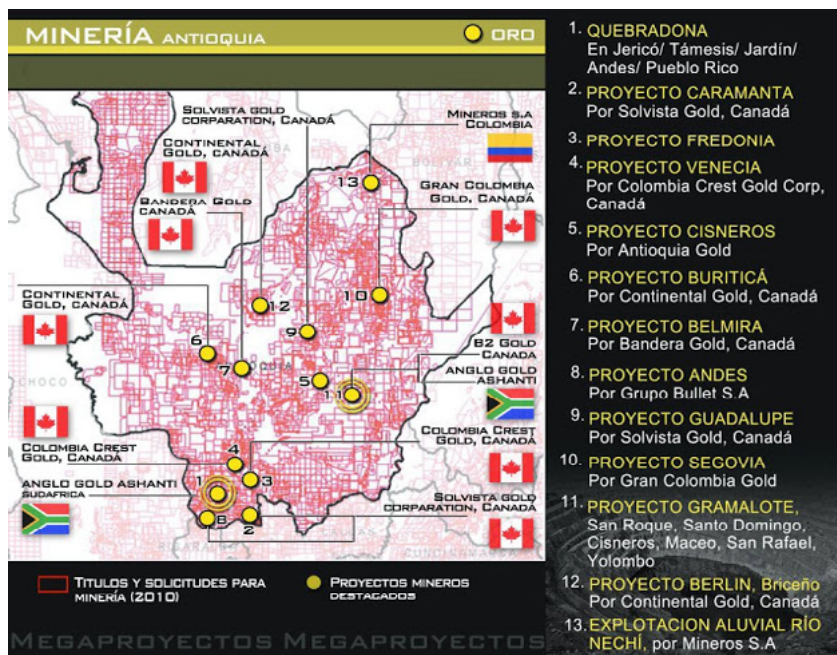 MINERÍA ANTIOQUIA
ORO
SOLVISTA GOLD
CORPARATION, CANADÁ
CONTINENTAL
GOLD, CANADÁ
BANDERA GOLD
CANADÁ
MINEROS S.A
COLOMBIA
BOLÍVAR
GRAN COLOMBIA
GOLD, CANADÁ
13
10
12
9
CONTINENTAL
GOLD, CANADÁ
6
7
5
11
B2 GOLD
CANADA
ANGLO GOLD
ASHANTI
CHOCO
COLOMBIA CREST
GOLD, CANADÁ
COLOMBIA CREST
GOLD, CANADÁ
4
3
1
ANGLO GOLD ASHANTI
SUDAFRICA
8
2
SOLVISTA GOLD
CORPARATION, CANADA
CUNDINAMARCA
TITULOS Y SOLICITUDES PARA
MINERÍA (2010)
PROYECTOS MINEROS
DESTACADOS
MEGAPROYECTOS MEGAPROYECTOS
1. QUEBRADONA
En Jericó/ Támesis/ Jardín/
Andes/ Pueblo Rico
2. PROYECTO CARAMANTA
Por Solvista Gold, Canadá
3. PROYECTO FREDONIA
4. PROYECTO VENECIA
Por Colombia Crest Gold Corp,
Canadá
5. PROYECTO CISNEROS
Por Antioquia Gold
6. PROYECTO BURITICÁ
Por Continental Gold, Canadá
7. PROYECTO BELMIRA
Por Bandera Gold, Canadá
8. PROYECTO ANDES
Por Grupo Bullet S.A
9. PROYECTO GUADALUPE
Por Solvista Gold, Canadá
10. PROYECTO SEGOVIA
Por Gran Colombia Gold
11. PROYECTO GRAMALOTE,
San Roque, Santo Domingo,
Cisneros, Maceo, San Rafael,
Yolombo
12. PROYECTO BERLIN, Briceño
Por Continental Gold, Canadá
13. EXPLOTACION ALUVIAL RÍO
NECHÍ, por Mineros S.A